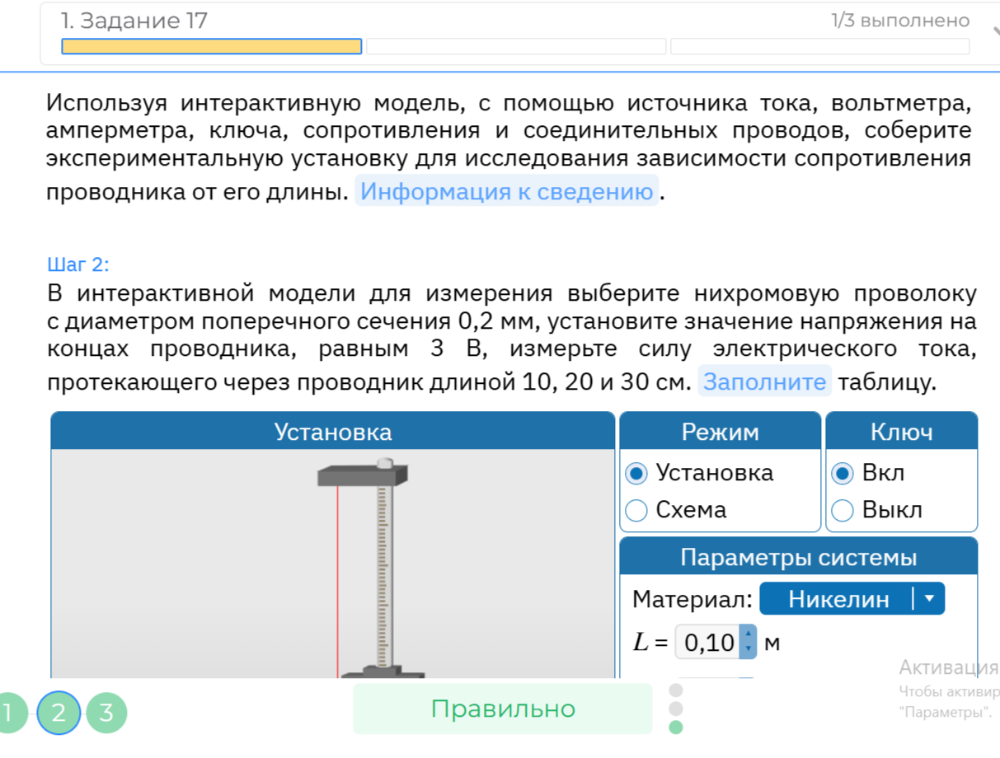 1. Задание 17
1/3 выполнено
Используя интерактивную модель, с помощью источника тока, вольтметра,
амперметра, ключа, сопротивления и соединительных проводов, соберите
экспериментальную установку для исследования зависимости сопротивления
проводника от его длины. Информация к сведению.
Шаг 2:
В интерактивной модели для измерения выберите нихромовую проволоку
с диаметром поперечного сечения 0,2 мм, установите значение напряжения на
концах проводника, равным 3 В, измерьте силу электрического тока,
протекающего через проводник длиной 10, 20 и 30 см. Заполните таблицу.
Установка
Режим
Ключ
Установка
Вкл
Схема
Выкл
Параметры системы
Материал: Никелин
L = 0,10 м
Активация
Чтобы активир
"Параметры".
1
2
3
Правильно